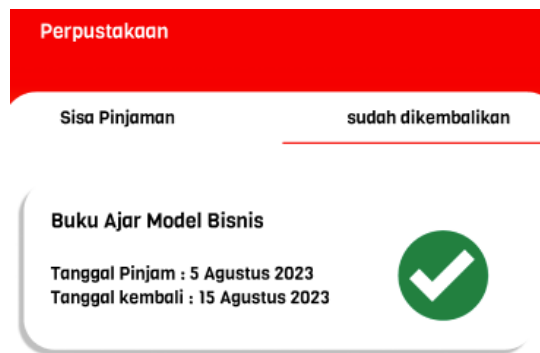 Perpustakaan
Sisa Pinjaman
sudah dikembalikan
Buku Ajar Model Bisnis
Tanggal Pinjam : 5 Agustus 2023
Tanggal kembali : 15 Agustus 2023